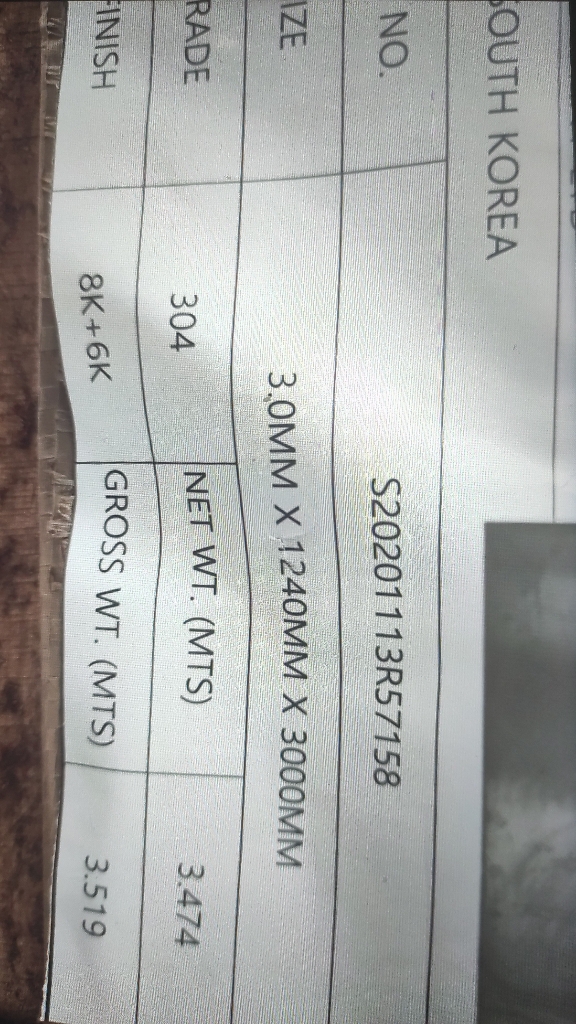 SOUTH KOREA
NO. S20201113R57158
IZE 3.0MM X 1240MM X 3000MM
RADE 304 NET WT. (MTS) 3.474
FINISH 8K+6K GROSS WT. (MTS) 3.519